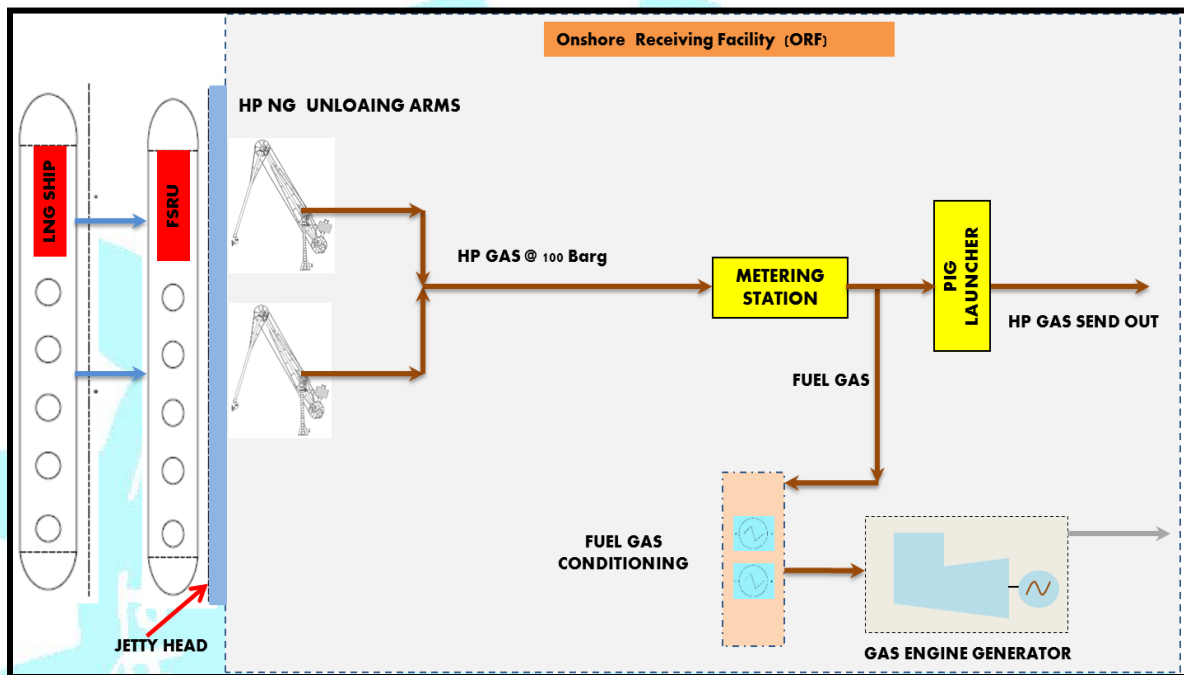 Onshore Receiving Facility (ORF)
HP NG UNLOAING ARMS
LNG SHIP
FSRU
HP GAS @ 100 Barg
METERING
STATION
PIG
LAUNCHER
HP GAS SEND OUT
FUEL GAS
FUEL GAS
CONDITIONING
JETTY HEAD
GAS ENGINE GENERATOR